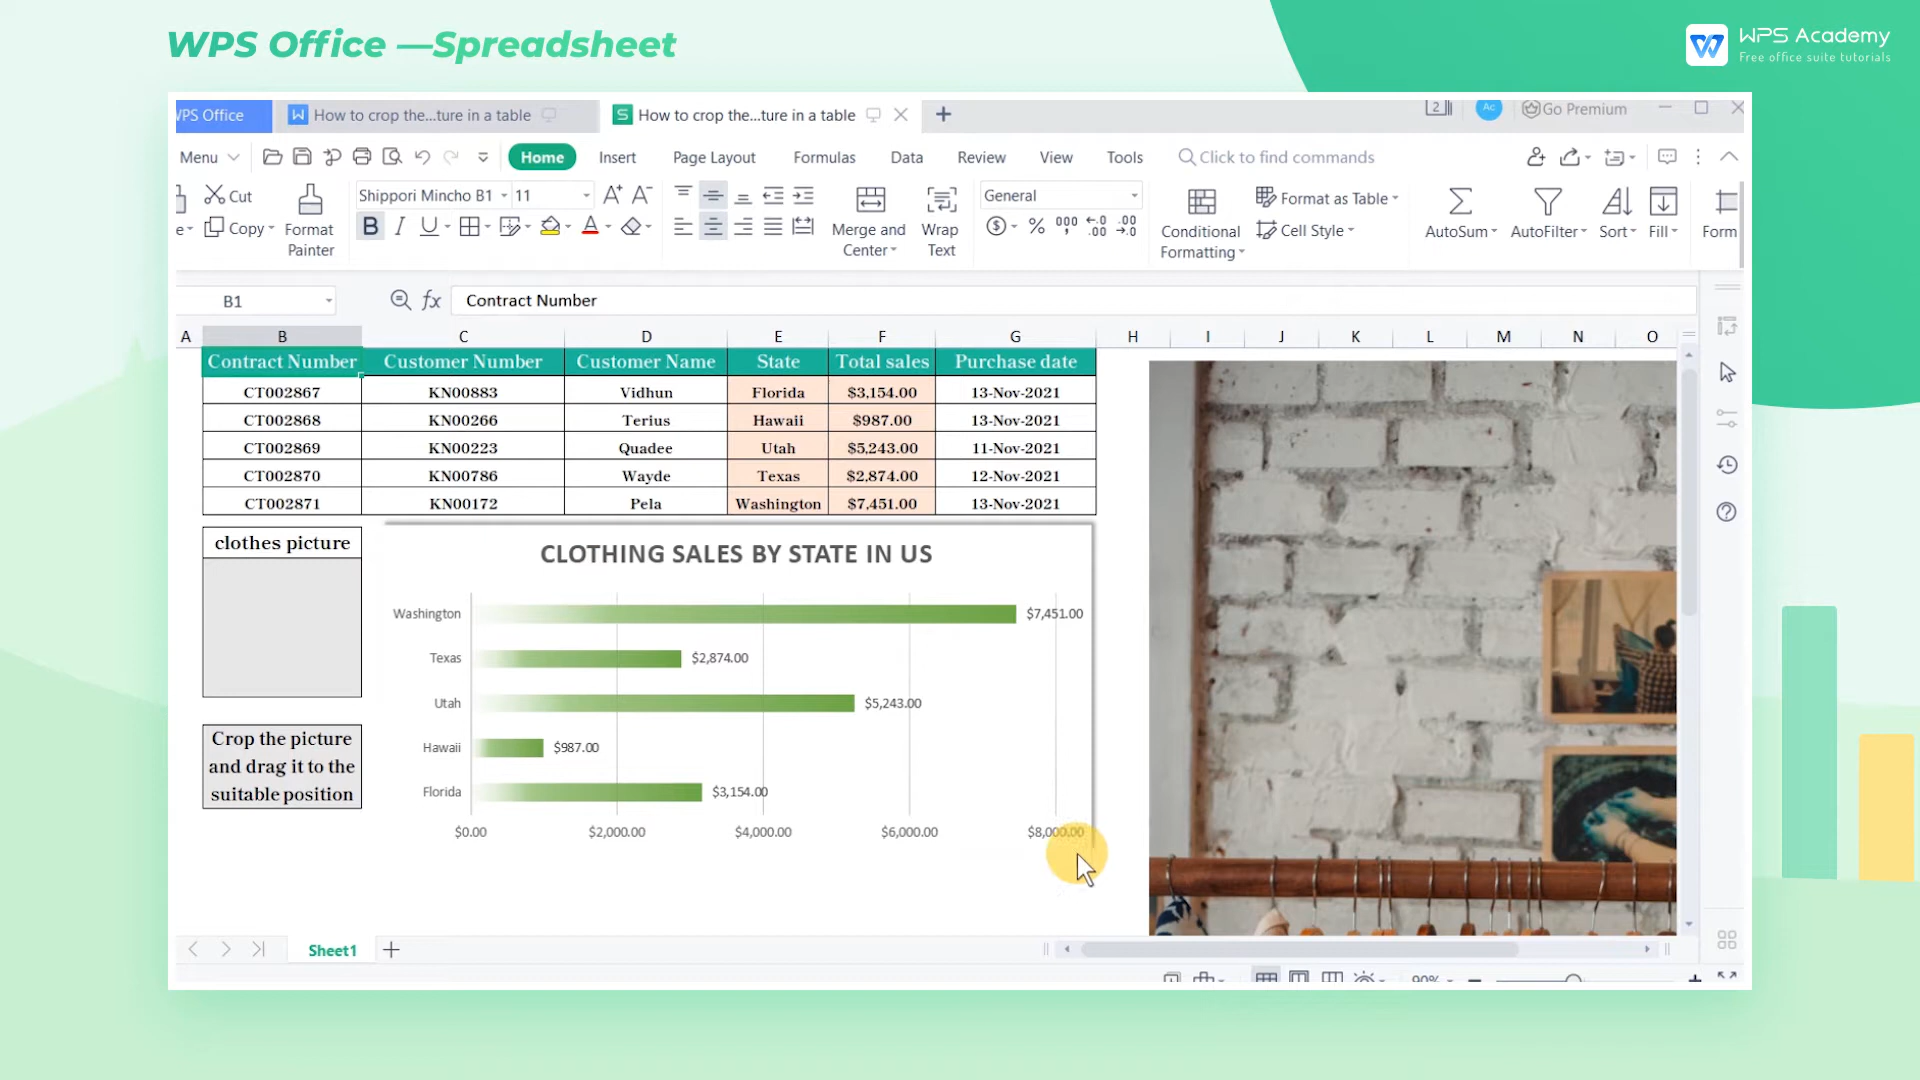 WPS Office —Spreadsheet
WPS Academy
Free office suite tutorials
WPS Office
How to crop the...ture in a table
How to crop the...ture in a table
Ac
Go Premium
Menu
Home
Insert
Page Layout
Formulas
Data
Review
View
Tools
Click to find commands
Cut
Copy
Format Painter
Shippori Mincho B1
11
Merge and Center
Wrap Text
General
Conditional Formatting
Format as Table
Cell Style
AutoSum
AutoFilter
Sort
Fill
Form
B1
fx
Contract Number
A B C D E F G H I J K L M N O
Contract Number Customer Number Customer Name State Total sales Purchase date
CT002867 KN00883 Vidhun Florida $3,154.00 13-Nov-2021
CT002868 KN00266 Terius Hawaii $987.00 13-Nov-2021
CT002869 KN00223 Quadee Utah $5,243.00 11-Nov-2021
CT002870 KN00786 Wayde Texas $2,874.00 12-Nov-2021
CT002871 KN00172 Pela Washington $7,451.00 13-Nov-2021
clothes picture
Crop the picture
and drag it to the
suitable position
CLOTHING SALES BY STATE IN US
Washington $7,451.00
Texas $2,874.00
Utah $5,243.00
Hawaii $987.00
Florida $3,154.00
$0.00 $2,000.00 $4,000.00 $6,000.00 $8,000.00
Sheet1
90%